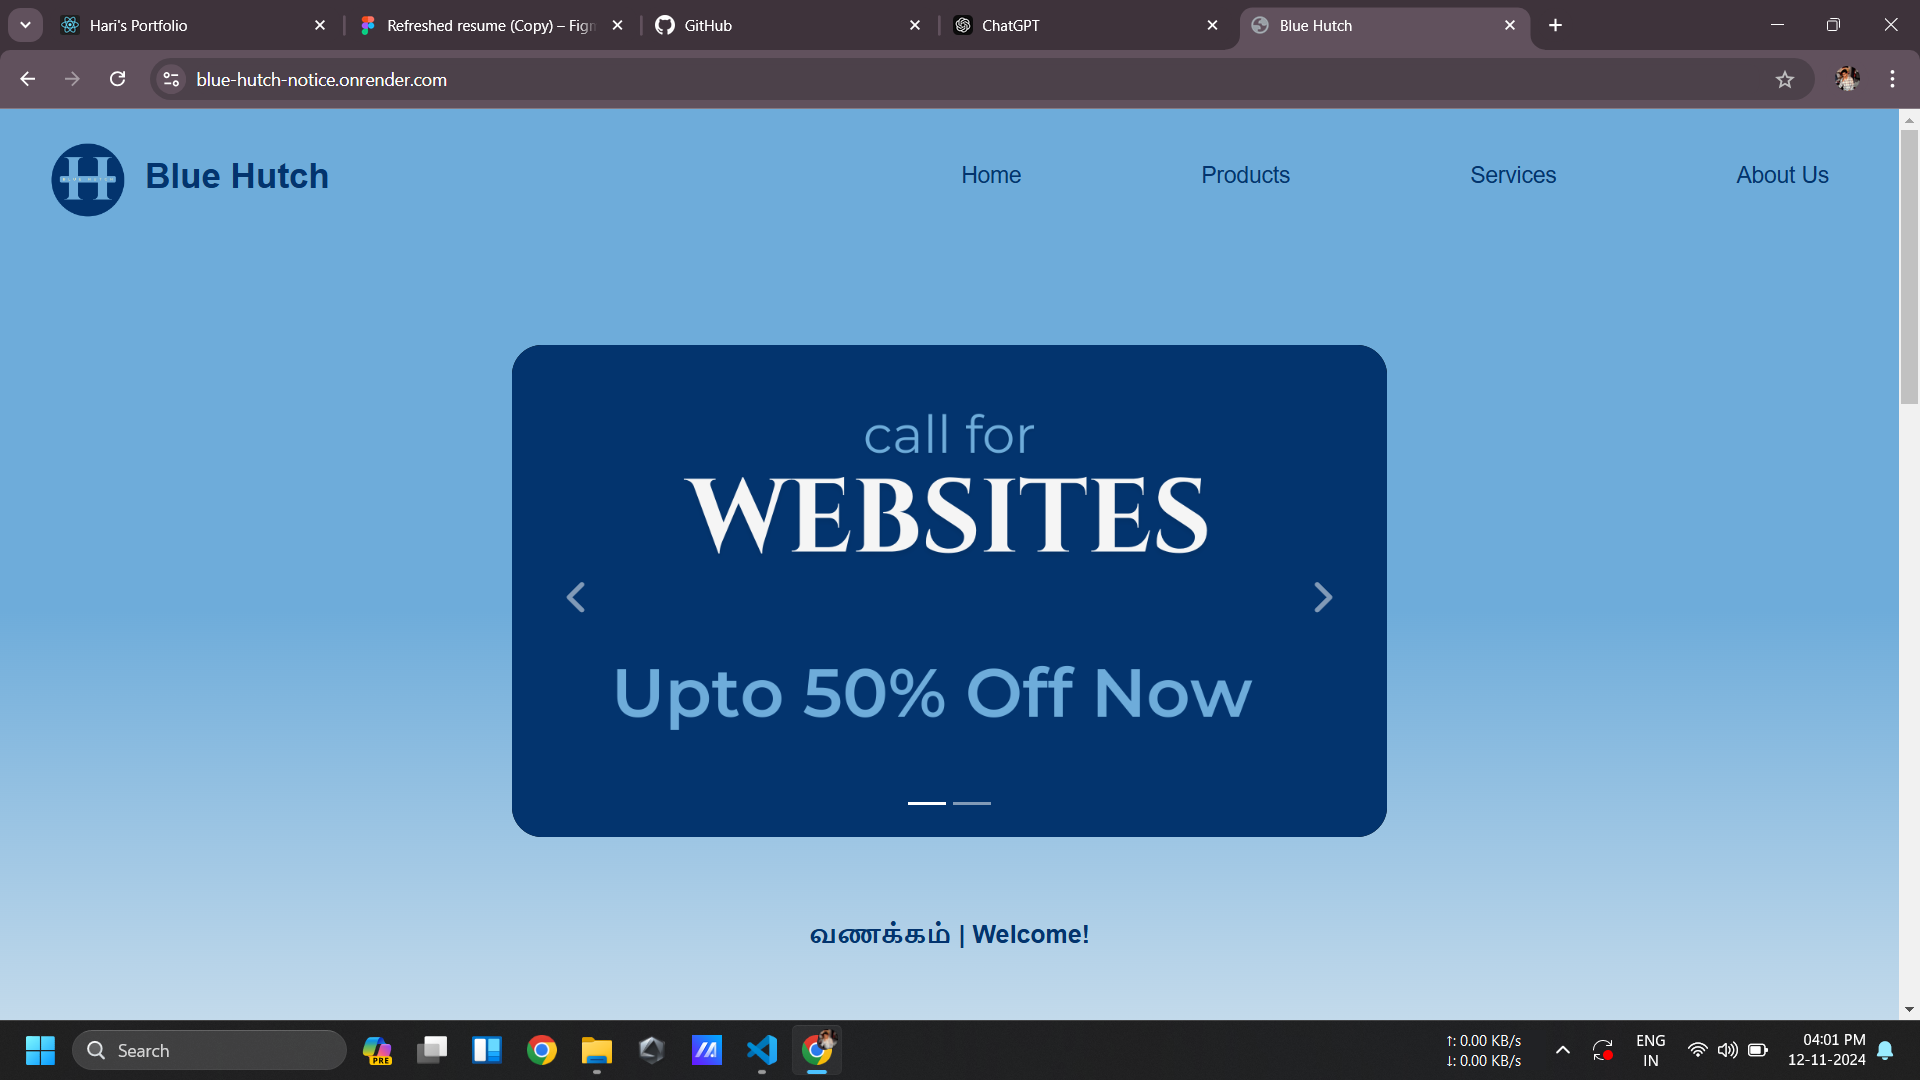 Hari's Portfolio
Refreshed resume (Copy) – Figm
GitHub
ChatGPT
Blue Hutch
blue-hutch-notice.onrender.com
H
Blue Hutch
Home
Products
Services
About Us
call for
WEBSITES
Upto 50% Off Now
வணக்கம் | Welcome!
Search
PRE
↑: 0.00 KB/s
↓: 0.00 KB/s
ENG
IN
04:01 PM
12-11-2024